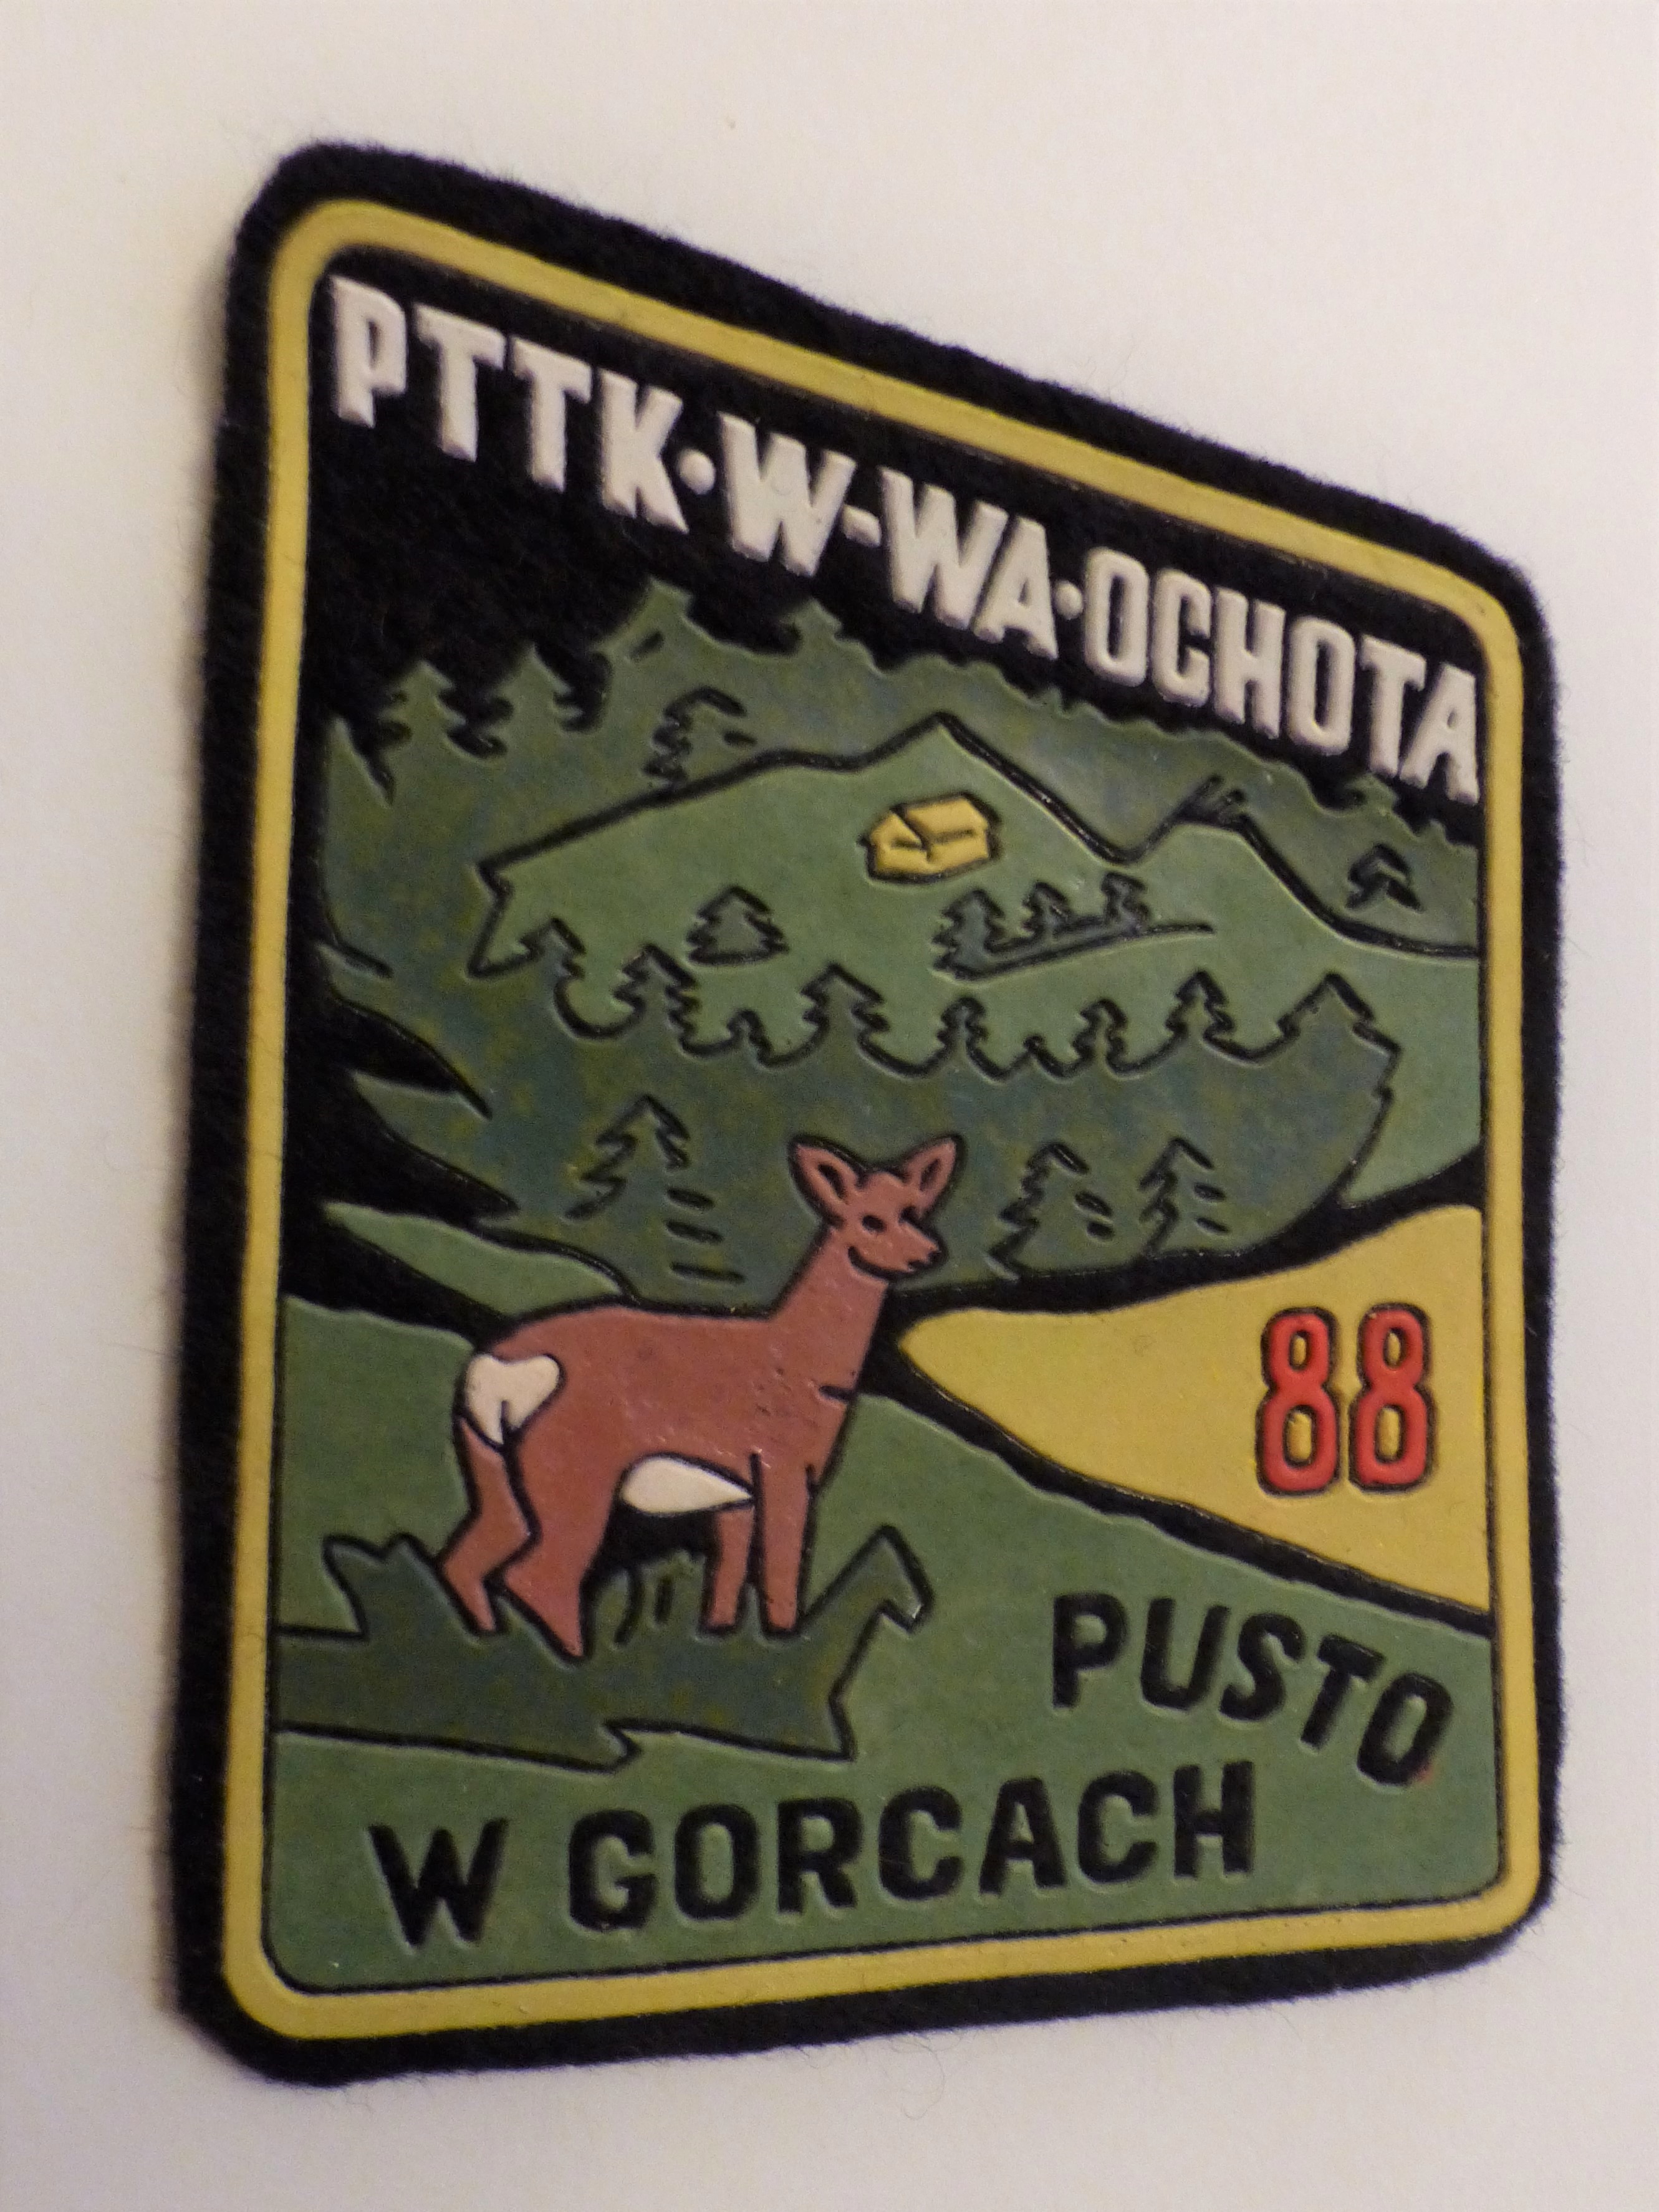 PTTK·W-WA·OCHOTA
88
PUSTO
W GORCACH